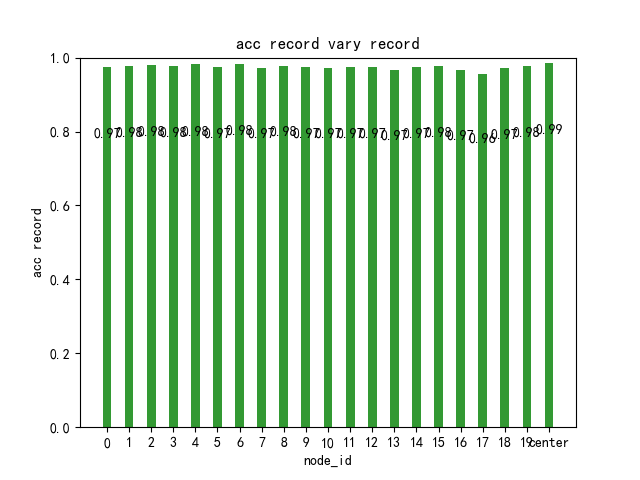 acc record vary record
1.0
0.8
0.6
0.4
0.2
0.0
acc record
0.97 0.98 0.98 0.98 0.98 0.97 0.98 0.97 0.98 0.97 0.97 0.97 0.97 0.97 0.97 0.98 0.97 0.96 0.97 0.98 0.99
0 1 2 3 4 5 6 7 8 9 10 11 12 13 14 15 16 17 18 19 center
node_id